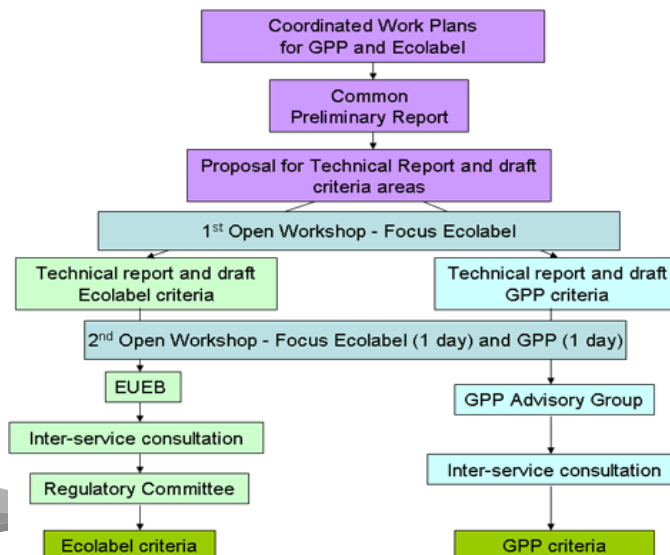 Coordinated Work Plans
for GPP and Ecolabel
Common
Preliminary Report
Proposal for Technical Report and draft
criteria areas
1st Open Workshop - Focus Ecolabel
Technical report and draft
Ecolabel criteria
Technical report and draft
GPP criteria
2nd Open Workshop - Focus Ecolabel (1 day) and GPP (1 day)
EUEB
GPP Advisory Group
Inter-service consultation
Inter-service consultation
Regulatory Committee
Ecolabel criteria
GPP criteria